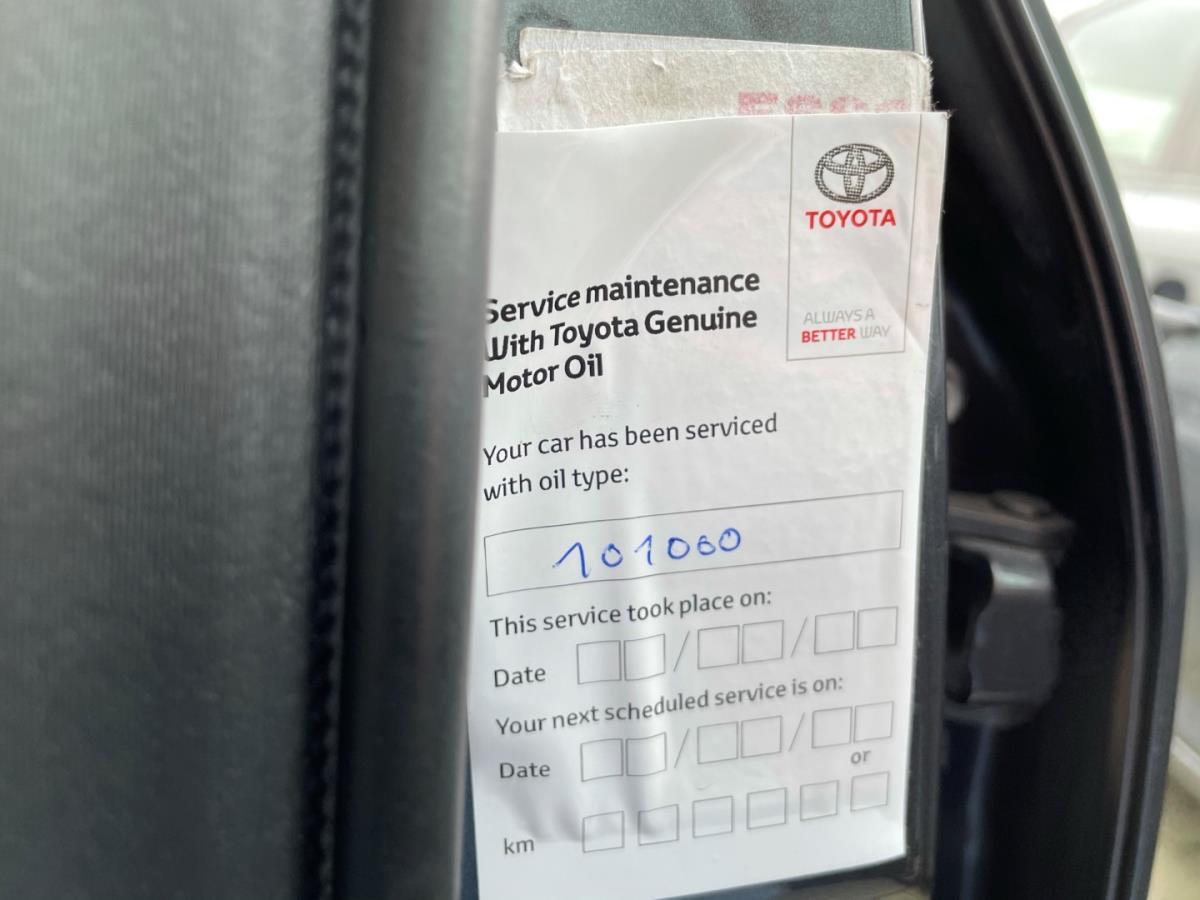 TOYOTA
ALWAYS A
BETTER WAY
Service maintenance
With Toyota Genuine
Motor Oil
Your car has been serviced
with oil type:
101060
This service took place on:
Date / /
Your next scheduled service is on:
Date / /
or
km